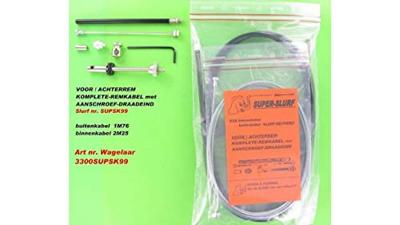 VOOR / ACHTERREM
KOMPLETE-REMKABEL met
AANSCHROEF-DRAADEIND
Slurf nr. SUPSK99
buitenkabel 1M76
binnenkabel 2M25
Art nr. Wagelaar
3300SUPSK99
SUPER-SLURF
VOOR/ ACHTERREM
KOMPLETE-REMKABEL met
AANSCHROEF-DRAADEIND